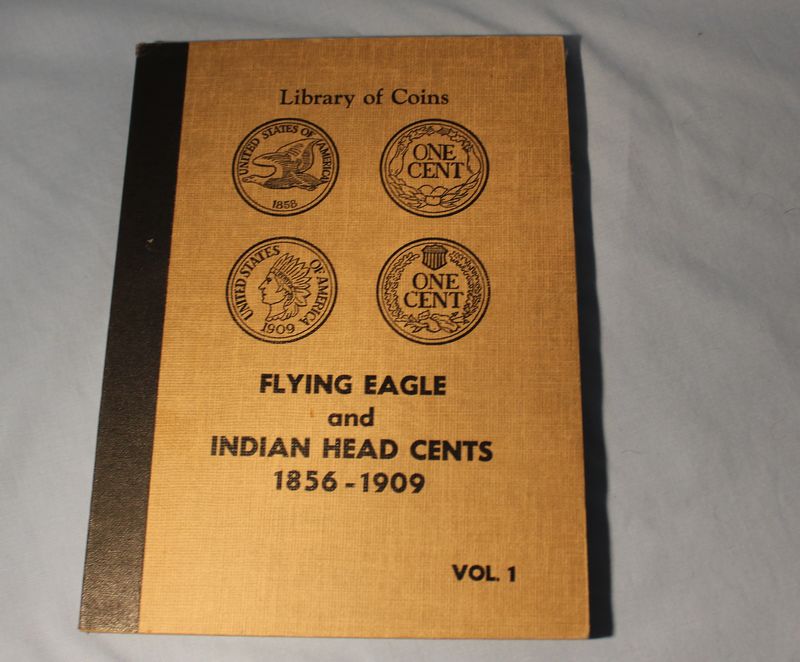 Library of Coins
UNITED STATES OF AMERICA
1858
ONE
CENT
UNITED STATES OF AMERICA
1909
ONE
CENT
FLYING EAGLE
and
INDIAN HEAD CENTS
1856-1909
VOL. 1